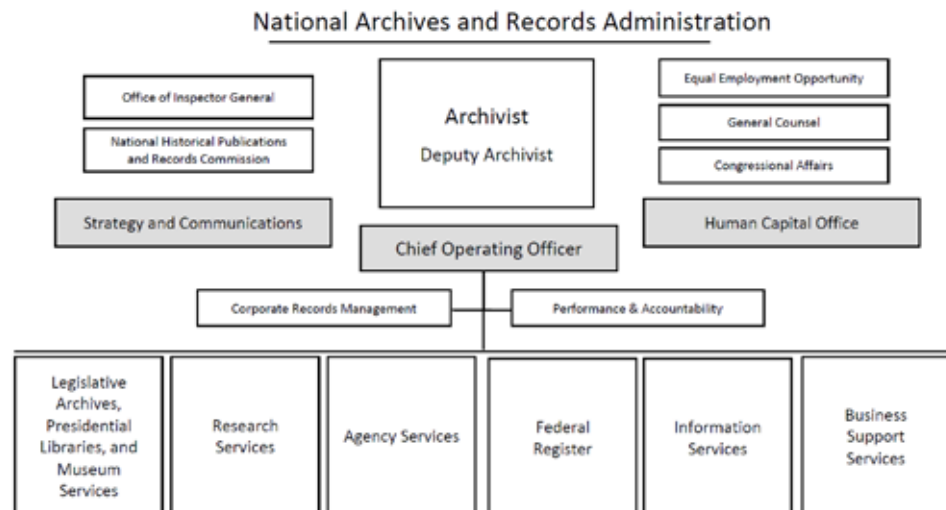 National Archives and Records Administration
Office of Inspector General
National Historical Publications
and Records Commission
Strategy and Communications
Archivist
Deputy Archivist
Equal Employment Opportunity
General Counsel
Congressional Affairs
Human Capital Office
Chief Operating Officer
Corporate Records Management
Performance & Accountability
Legislative
Archives,
Presidential
Libraries, and
Museum
Services
Research
Services
Agency Services
Federal
Register
Information
Services
Business
Support
Services